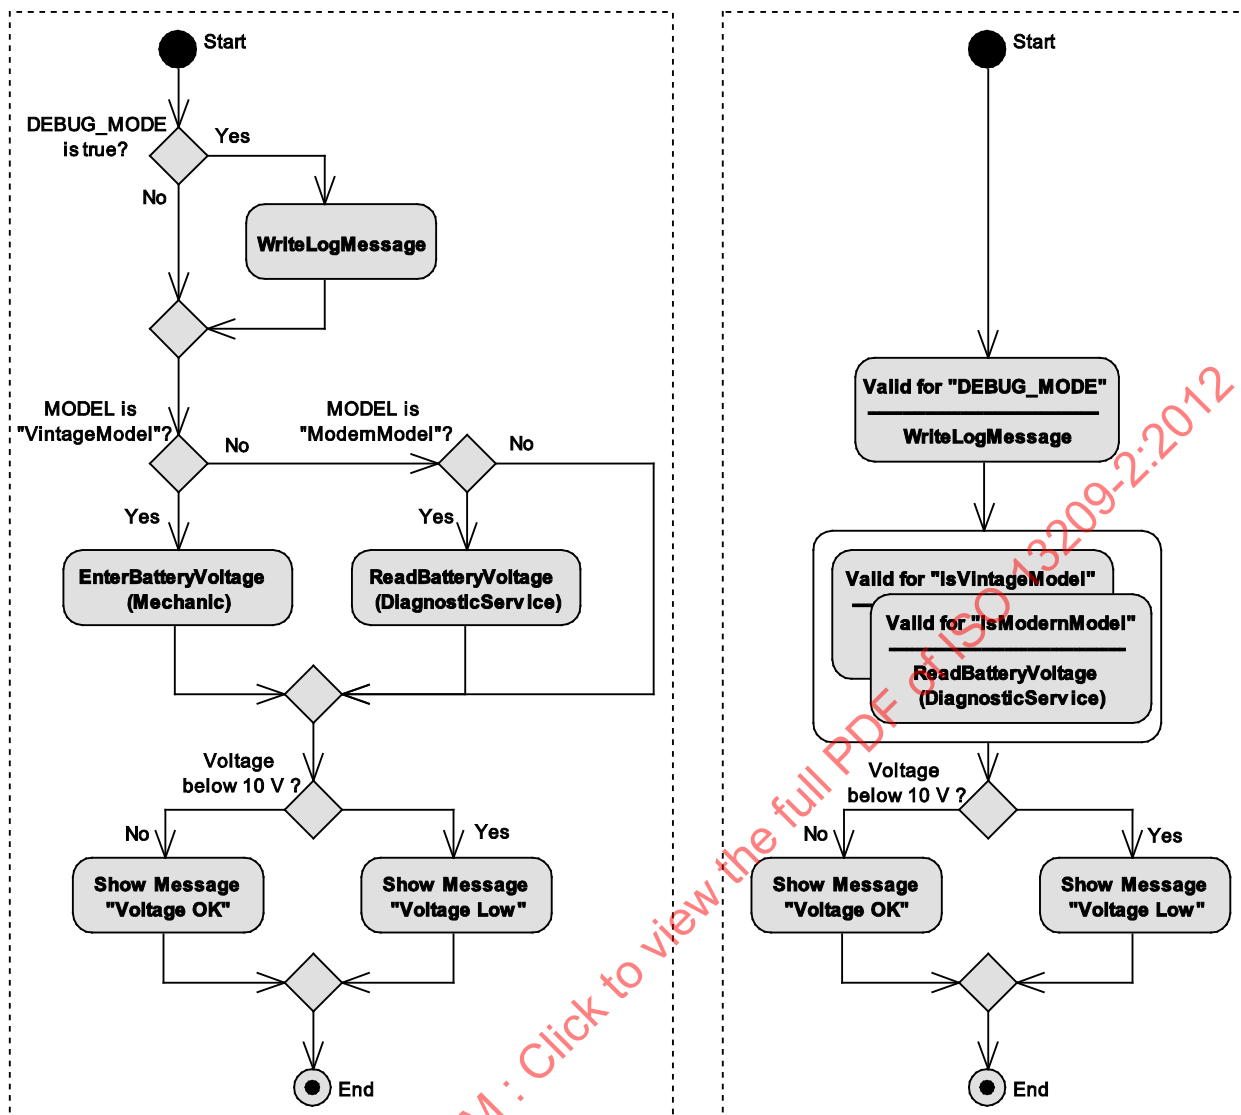 Start
DEBUG_MODE
is true?
Yes
No
WriteLogMessage
MODEL is
"VintageModel"?
No
MODEL is
"ModernModel"?
No
Yes
Yes
EnterBatteryVoltage
(Mechanic)
ReadBatteryVoltage
(DiagnosticService)
Voltage
below 10 V ?
No
Yes
Show Message
"Voltage OK"
Show Message
"Voltage Low"
End
Start
Valid for "DEBUG_MODE"
WriteLogMessage
Valid for "IsVintageModel"
Valid for "IsModernModel"
ReadBatteryVoltage
(DiagnosticService)
Voltage
below 10 V ?
No
Yes
Show Message
"Voltage OK"
Show Message
"Voltage Low"
End
M : Click to view the full PDF of ISO 13209-2:2012